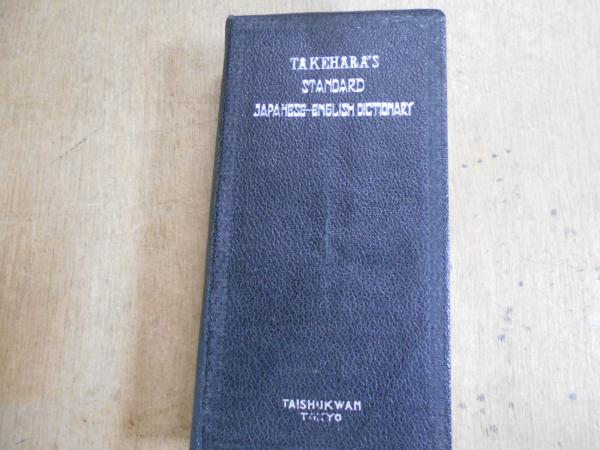 TAKEHARA'S
STANDARD
JAPANESE-ENGLISH DICTIONARY
TAISHUKWAN
TOKYO